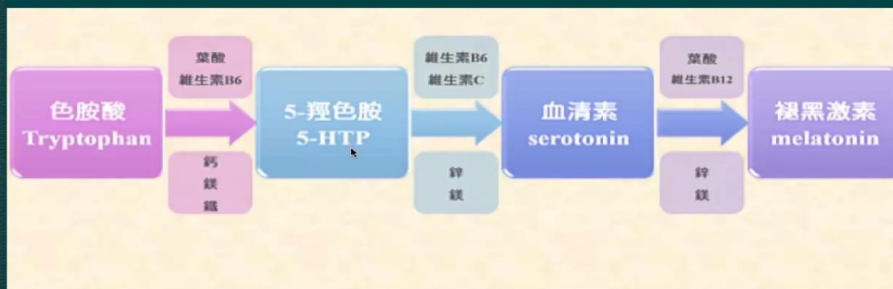 色胺酸
Tryptophan
葉酸
維生素B6
鈣
鎂
鐵
5-羥色胺
5-HTP
維生素B6
維生素C
鋅
鎂
血清素
serotonin
葉酸
維生素B12
鋅
鎂
褪黑激素
melatonin